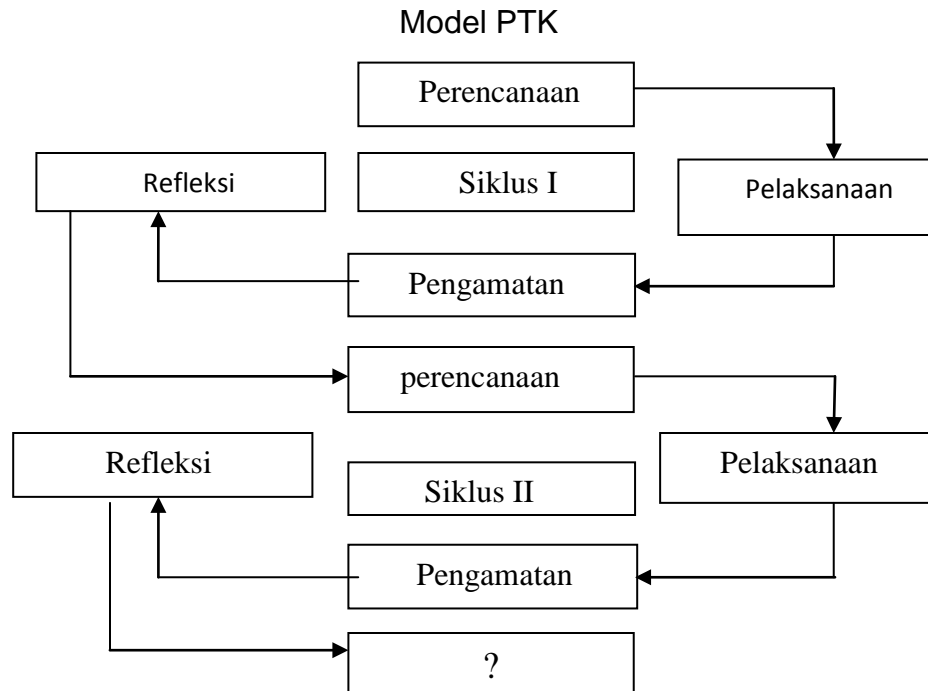 Model PTK
Perencanaan
Refleksi
Siklus I
Pelaksanaan
Pengamatan
perencanaan
Refleksi
Pelaksanaan
Siklus II
Pengamatan
?